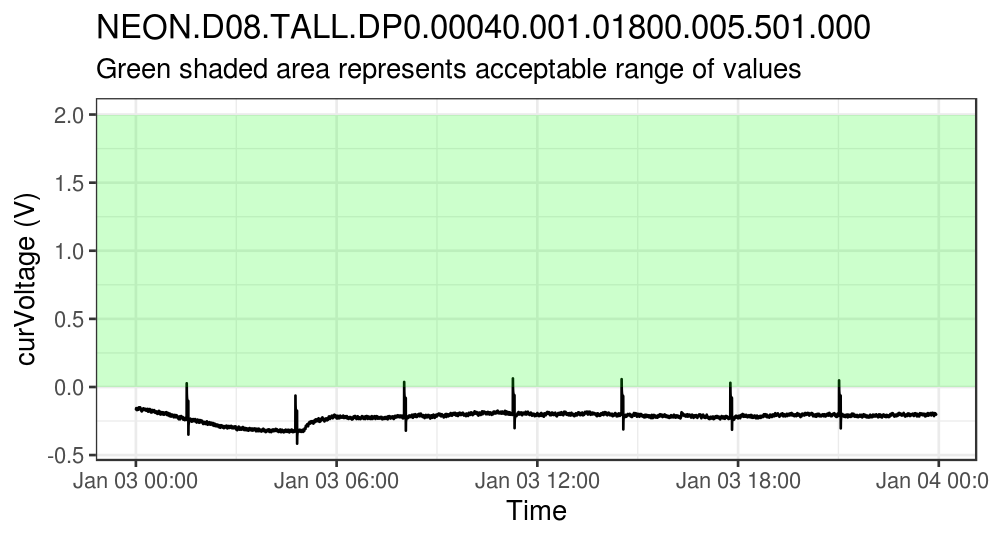 NEON.D08.TALL.DP0.00040.001.01800.005.501.000
Green shaded area represents acceptable range of values
2.0
1.5
1.0
0.5
0.0
-0.5
curVoltage (V)
Jan 03 00:00 Jan 03 06:00 Jan 03 12:00 Jan 03 18:00 Jan 04 00:0
Time